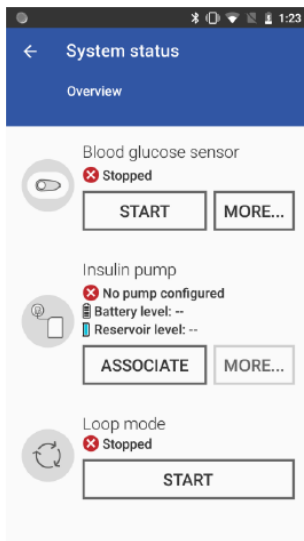 1:23
System status
Overview
Blood glucose sensor
Stopped
START
MORE...
Insulin pump
No pump configured
Battery level: --
Reservoir level: --
ASSOCIATE
MORE...
Loop mode
Stopped
START